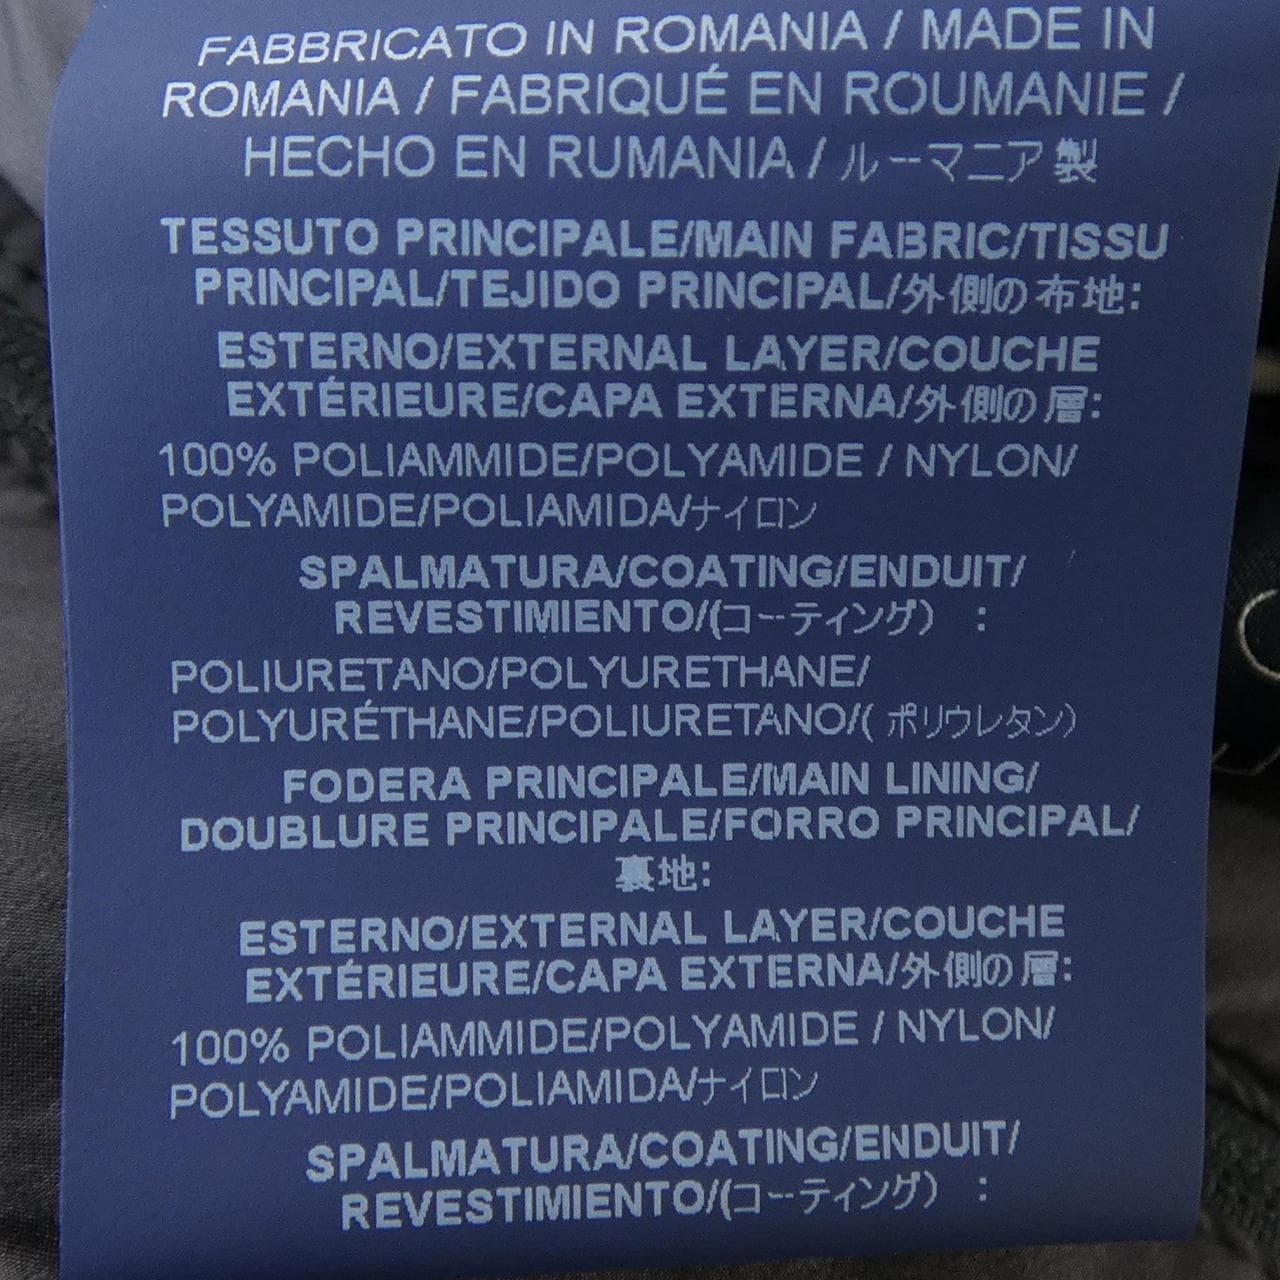 FABBRICATO IN ROMANIA / MADE IN
ROMANIA / FABRIQUÉ EN ROUMANIE /
HECHO EN RUMANIA / ルーマニア製
TESSUTO PRINCIPALE/MAIN FABRIC/TISSU
PRINCIPAL/TEJIDO PRINCIPAL/外側の布地:
ESTERNO/EXTERNAL LAYER/COUCHE
EXTÉRIEURE/CAPA EXTERNA/外側の層:
100% POLIAMMIDE/POLYAMIDE / NYLON/
POLYAMIDE/POLIAMIDA/ナイロン
SPALMATURA/COATING/ENDUIT/
REVESTIMIENTO/(コーティング) :
POLIURETANO/POLYURETHANE/
POLYURÉTHANE/POLIURETANO/( ポリウレタン)
FODERA PRINCIPALE/MAIN LINING/
DOUBLURE PRINCIPALE/FORRO PRINCIPAL/
裏地:
ESTERNO/EXTERNAL LAYER/COUCHE
EXTÉRIEURE/CAPA EXTERNA/外側の層:
100% POLIAMMIDE/POLYAMIDE / NYLON/
POLYAMIDE/POLIAMIDA/ナイロン
SPALMATURA/COATING/ENDUIT/
REVESTIMIENTO/(コーティング) :